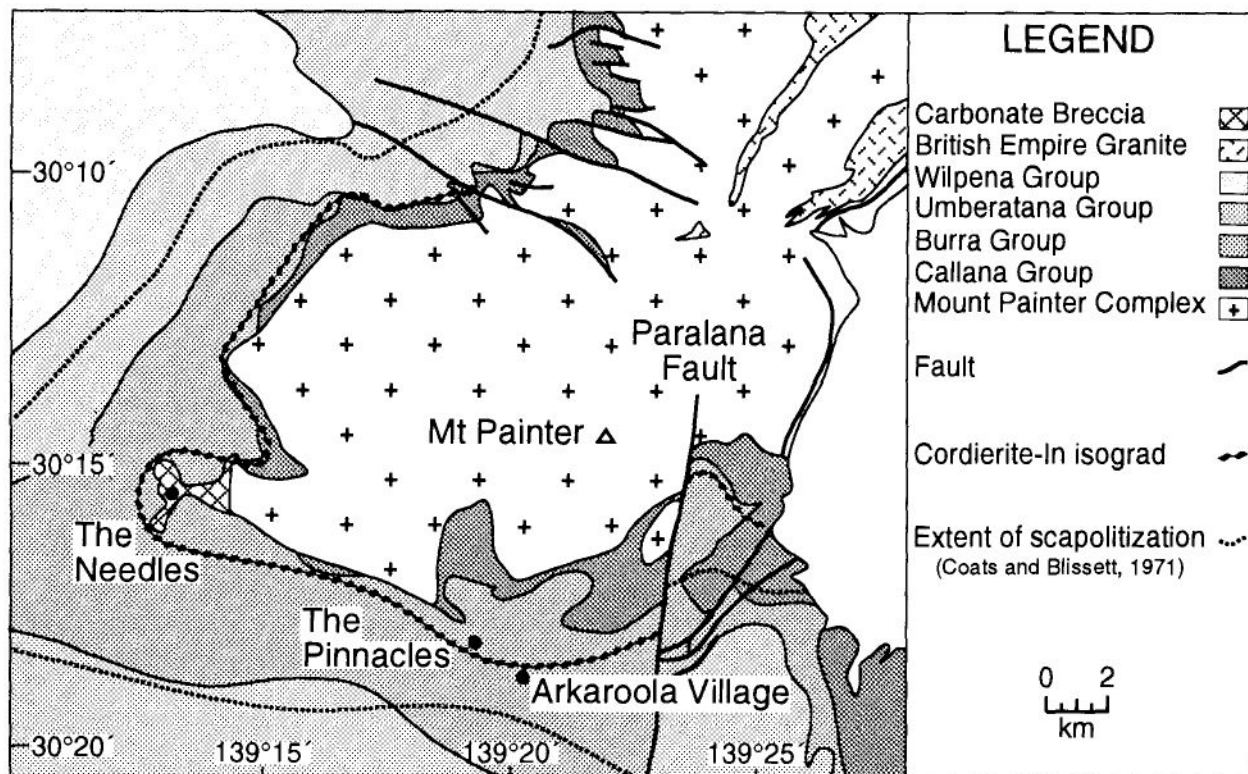 LEGEND
Carbonate Breccia
British Empire Granite
Wilpena Group
Umberatana Group
Burra Group
Callana Group
Mount Painter Complex
Fault
Cordierite-In isograd
Extent of scapolitization
(Coats and Blissett, 1971)
0 2
km
30°10´
30°15´
30°20´
139°15´
139°20´
139°25´
Paralana
Fault
Mt Painter
The
Needles
The
Pinnacles
Arkaroola Village